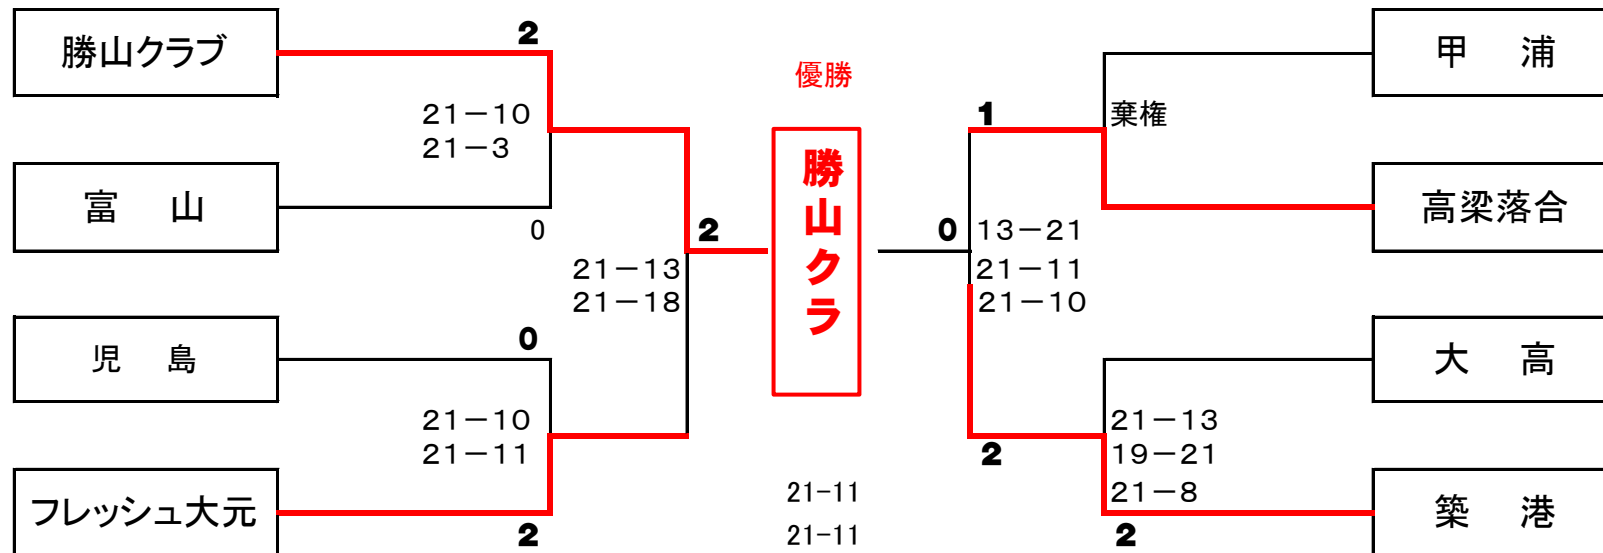 勝山クラブ
2
21－10
21－3
富　山
0
児　島
0
21－10
21－11
フレッシュ大元
2
2
21－13
21－18
優勝
勝山クラ
21-11
21-11
0
1
13－21
21－11
21－10
2
棄権
甲　浦
高梁落合
大　高
21－13
19－21
21－8
2
築　港